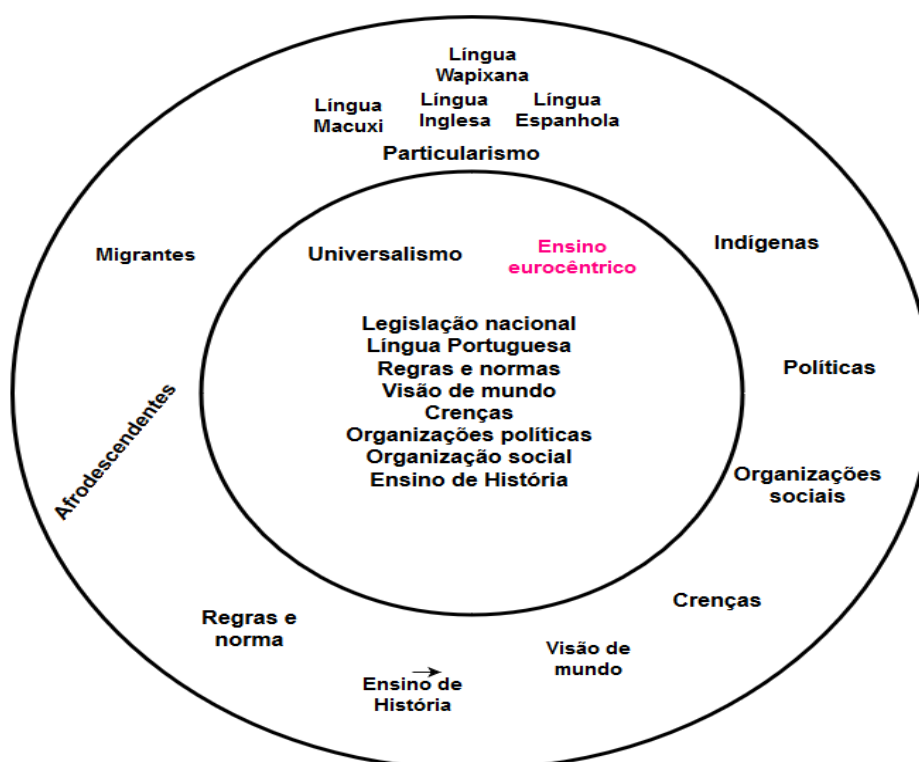 Língua
Wapixana
Língua
Macuxi
Língua
Inglesa
Língua
Espanhola
Particularismo
Migrantes
Universalismo
Ensino
eurocêntrico
Indígenas
Legislação nacional
Língua Portuguesa
Regras e normas
Visão de mundo
Crenças
Organizações políticas
Organização social
Ensino de História
Políticas
Afrodescendentes
Organizações
sociais
Crenças
Regras e
norma
Visão de
mundo
Ensino de
História